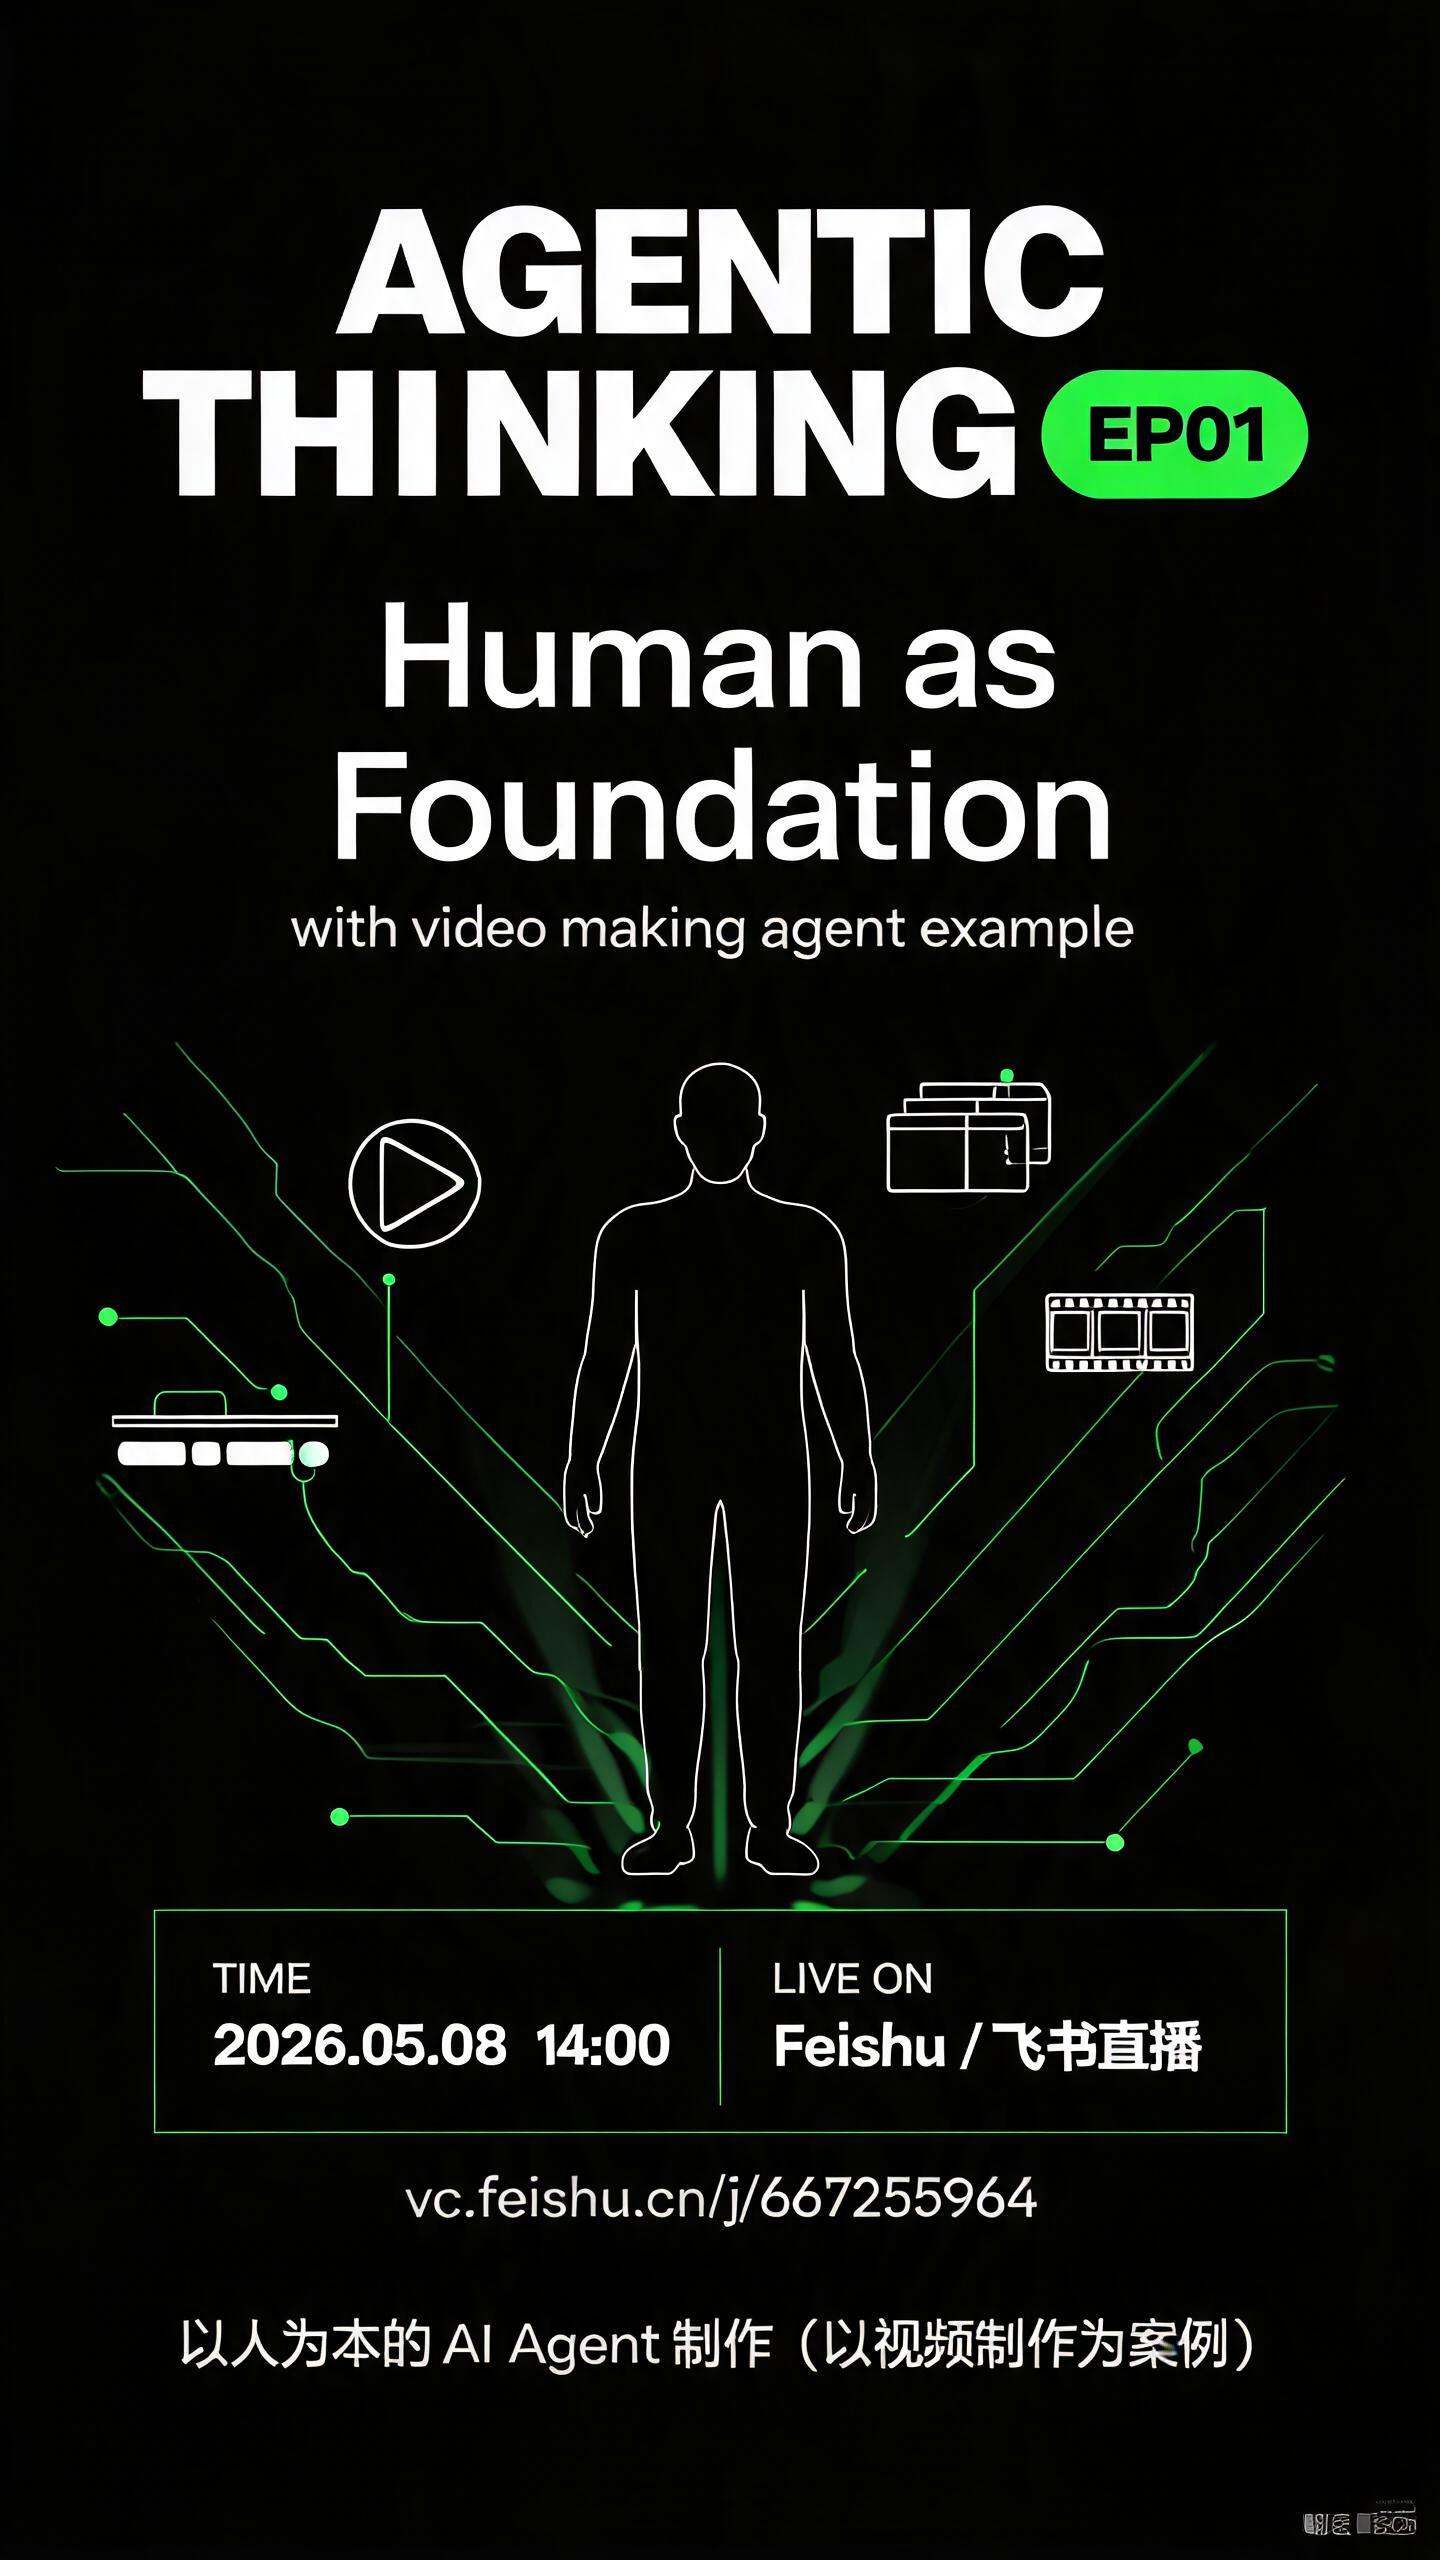 AGENTIC
THINKING EP01
Human as
Foundation
with video making agent example
TIME
2026.05.08 14:00
LIVE ON
Feishu / 飞书直播
vc.feishu.cn/j/667255964
以人为本的 AI Agent 制作（以视频制作为案例）